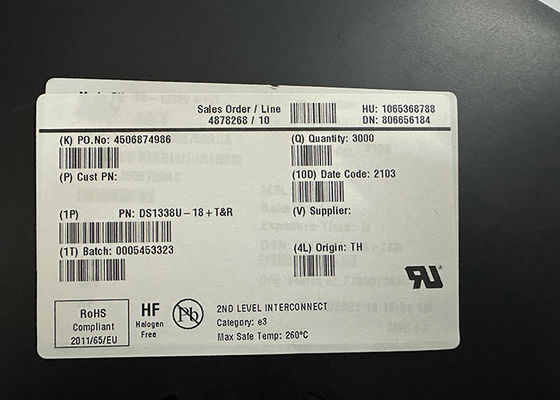 Sales Order / Line
4878268 / 10
HU: 1065368788
DN: 806656184
(K) PO.No: 4506874986
(Q) Quantity: 3000
(P) Cust PN:
(10D) Date Code: 2103
(1P) PN: DS1338U-18+T&R
(V) Supplier:
(1T) Batch: 0005453323
(4L) Origin: TH
RoHS
Compliant
2011/65/EU
HF
Halogen
Free
Pb
2ND LEVEL INTERCONNECT
Category: e3
Max Safe Temp: 260°C